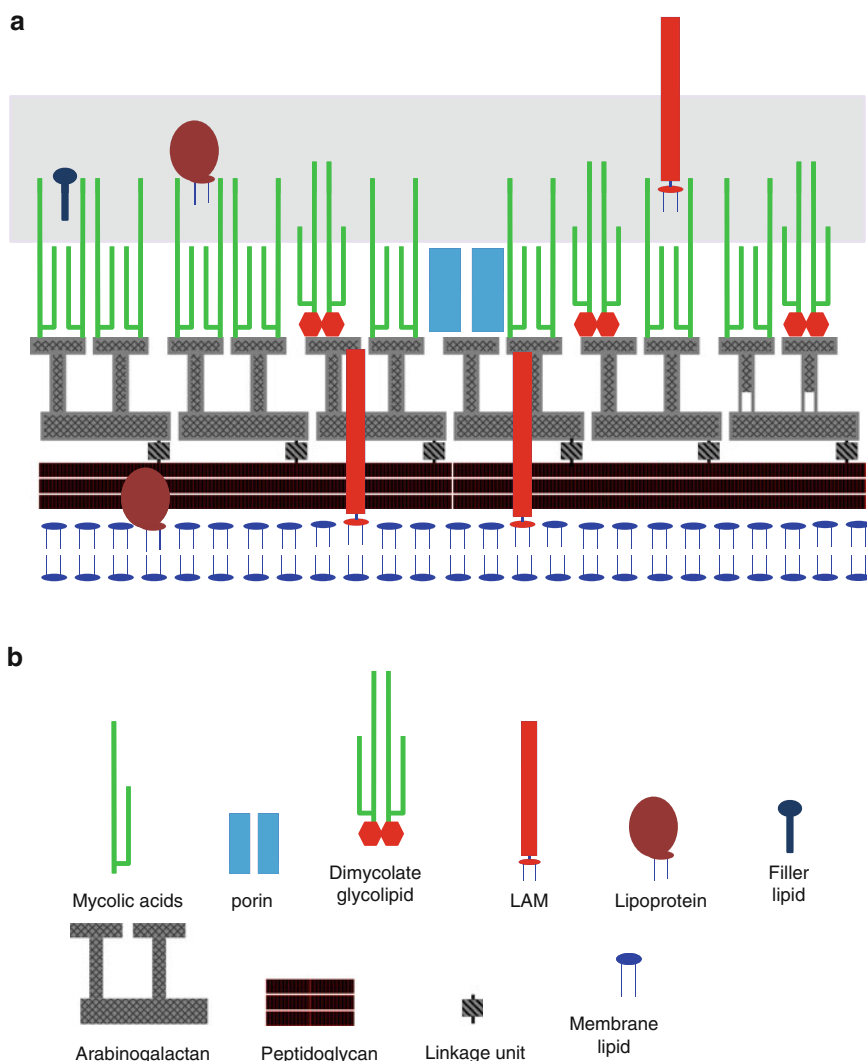 a
b
Mycolic acids
porin
Dimycolate
glycolipid
LAM
Lipoprotein
Filler
lipid
Arabinogalactan
Peptidoglycan
Linkage unit
Membrane
lipid